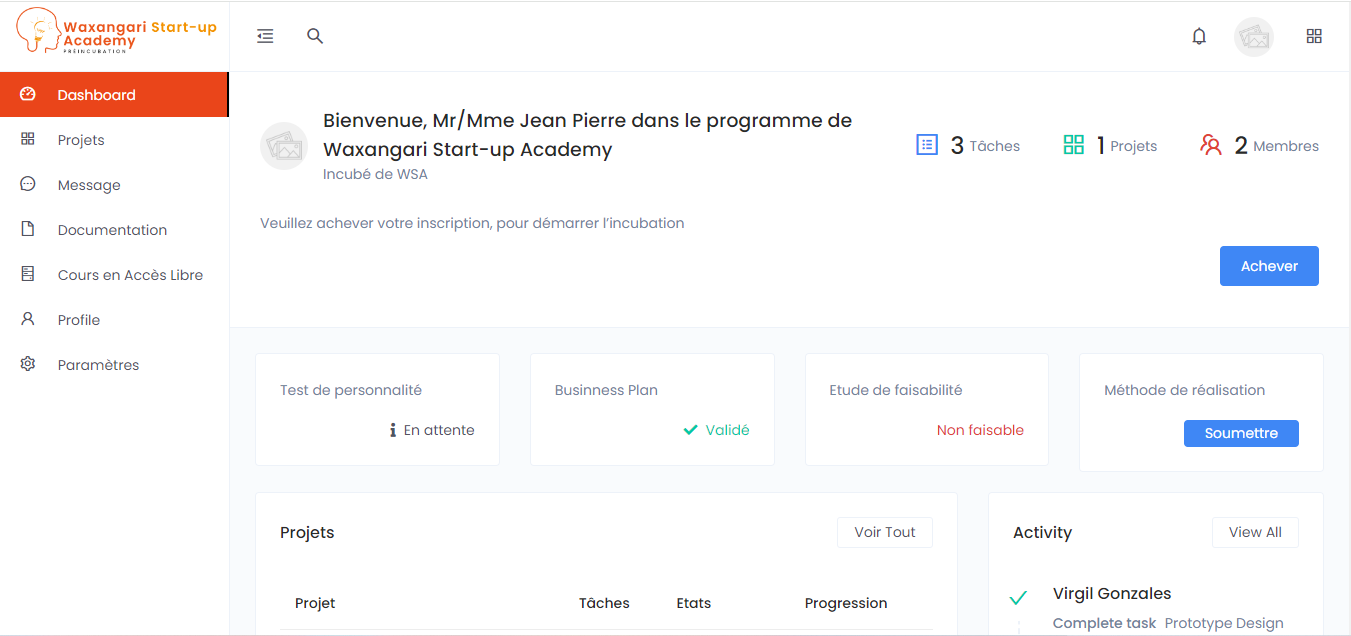 Waxangari Start-up
Academy
PRÉINCUBATION
Dashboard
Projets
Message
Documentation
Cours en Accès Libre
Profile
Paramètres
Bienvenue, Mr/Mme Jean Pierre dans le programme de
Waxangari Start-up Academy
Incubé de WSA
3 Tâches
1 Projets
2 Membres
Veuillez achever votre inscription, pour démarrer l’incubation
Achever
Test de personnalité
En attente
Businness Plan
Validé
Etude de faisabilité
Non faisable
Méthode de réalisation
Soumettre
Projets
Voir Tout
Projet
Tâches
Etats
Progression
Activity
View All
Virgil Gonzales
Complete task Prototype Design